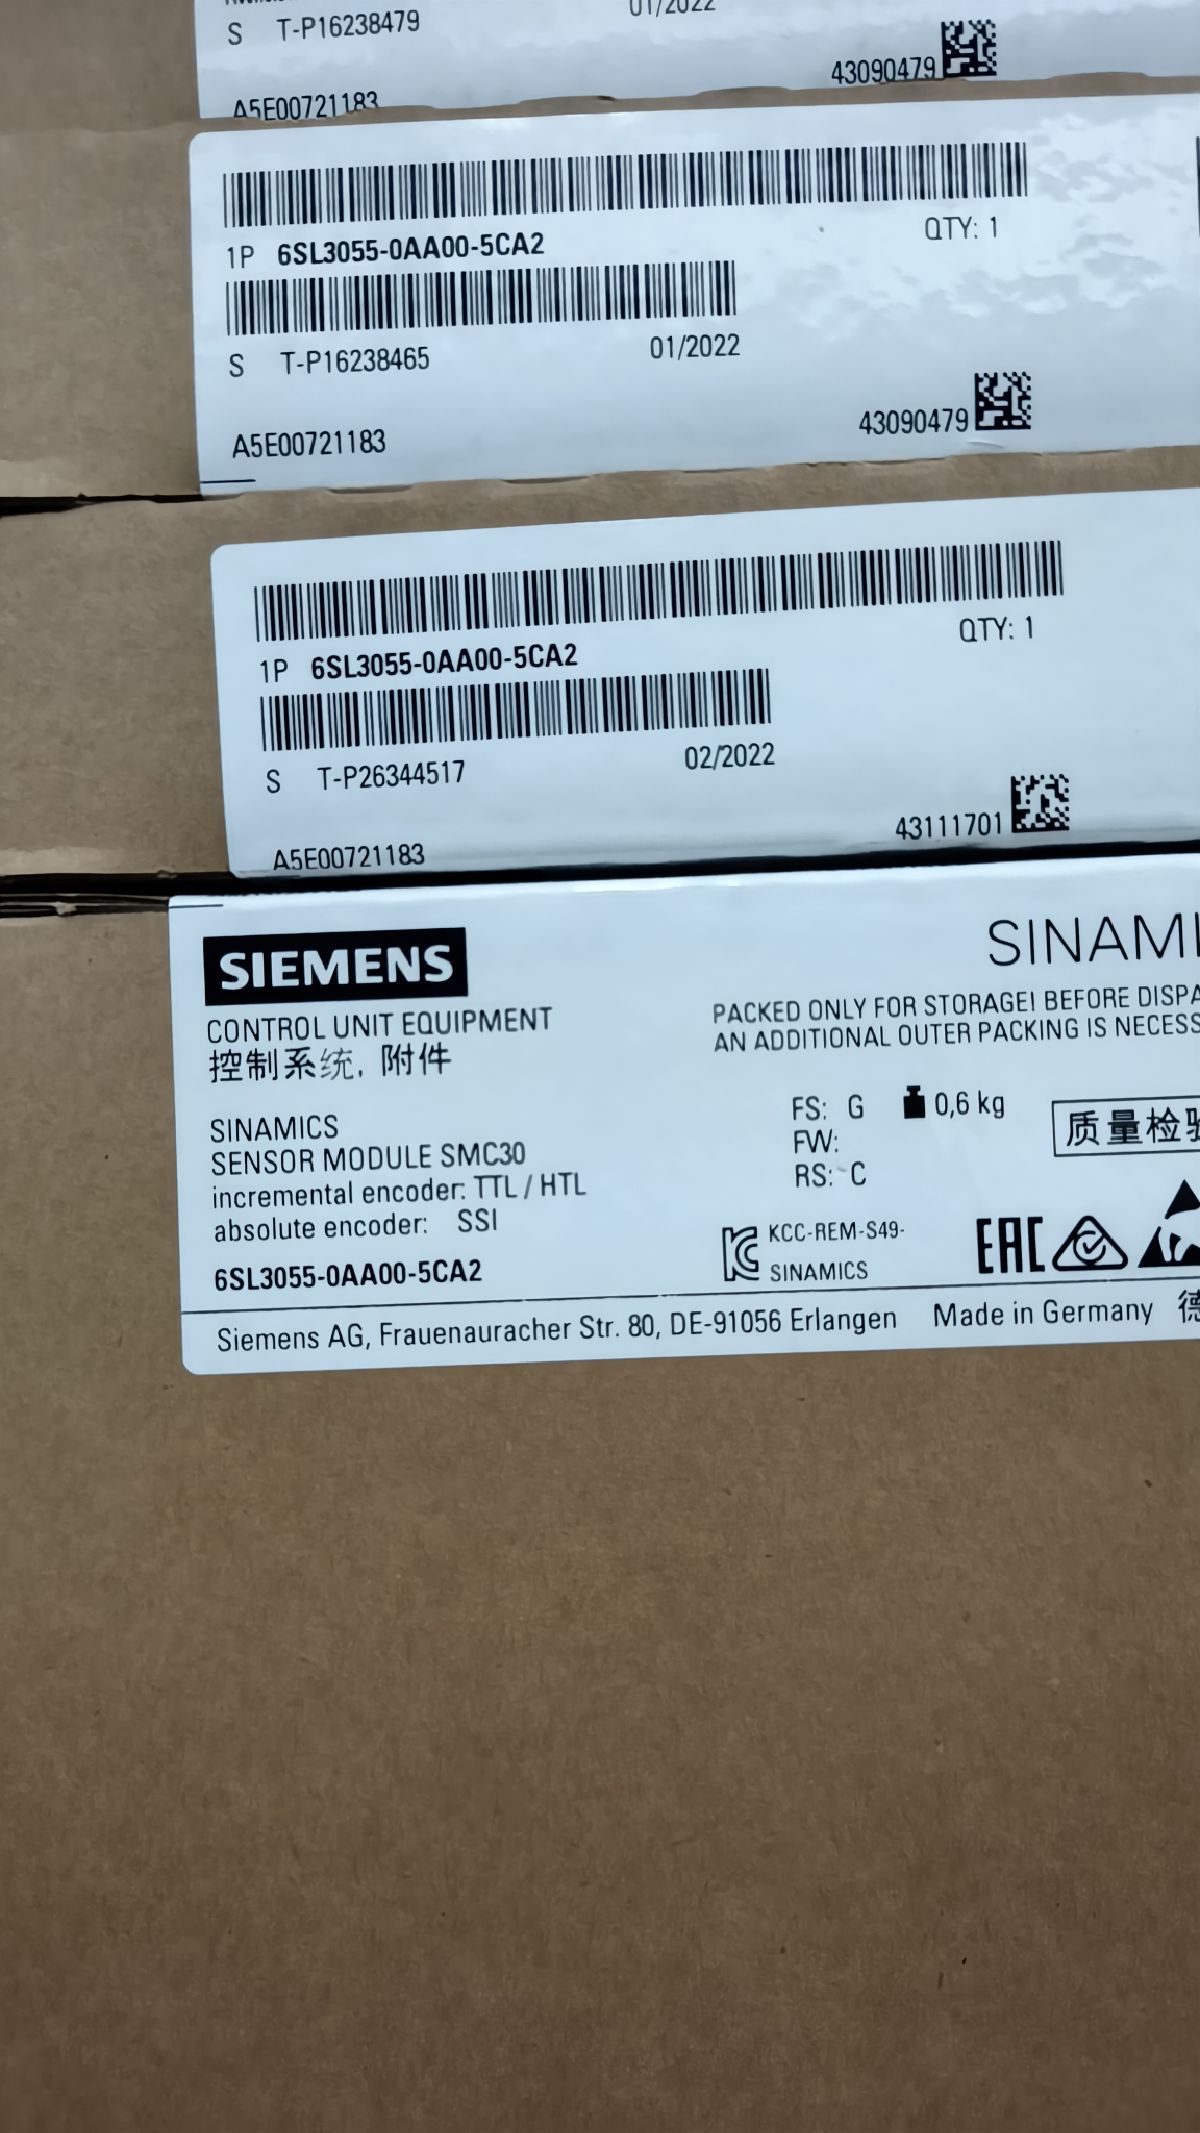 S T-P16238479 01/2022
43090479
A5E00721183
1P 6SL3055-0AA00-5CA2 QTY: 1
S T-P16238465 01/2022
43090479
A5E00721183
1P 6SL3055-0AA00-5CA2 QTY: 1
S T-P26344517 02/2022
43111701
A5E00721183
SIEMENS
SINAMI
CONTROL UNIT EQUIPMENT
控制系统, 附件
PACKED ONLY FOR STORAGE! BEFORE DISPA
AN ADDITIONAL OUTER PACKING IS NECESS
SINAMICS
SENSOR MODULE SMC30
incremental encoder: TTL / HTL
absolute encoder: SSI
6SL3055-0AA00-5CA2
FS: G 0,6 kg
FW:
RS: C
质量检验
KCC-REM-S49-
SINAMICS
EAC
Siemens AG, Frauenauracher Str. 80, DE-91056 Erlangen Made in Germany 德